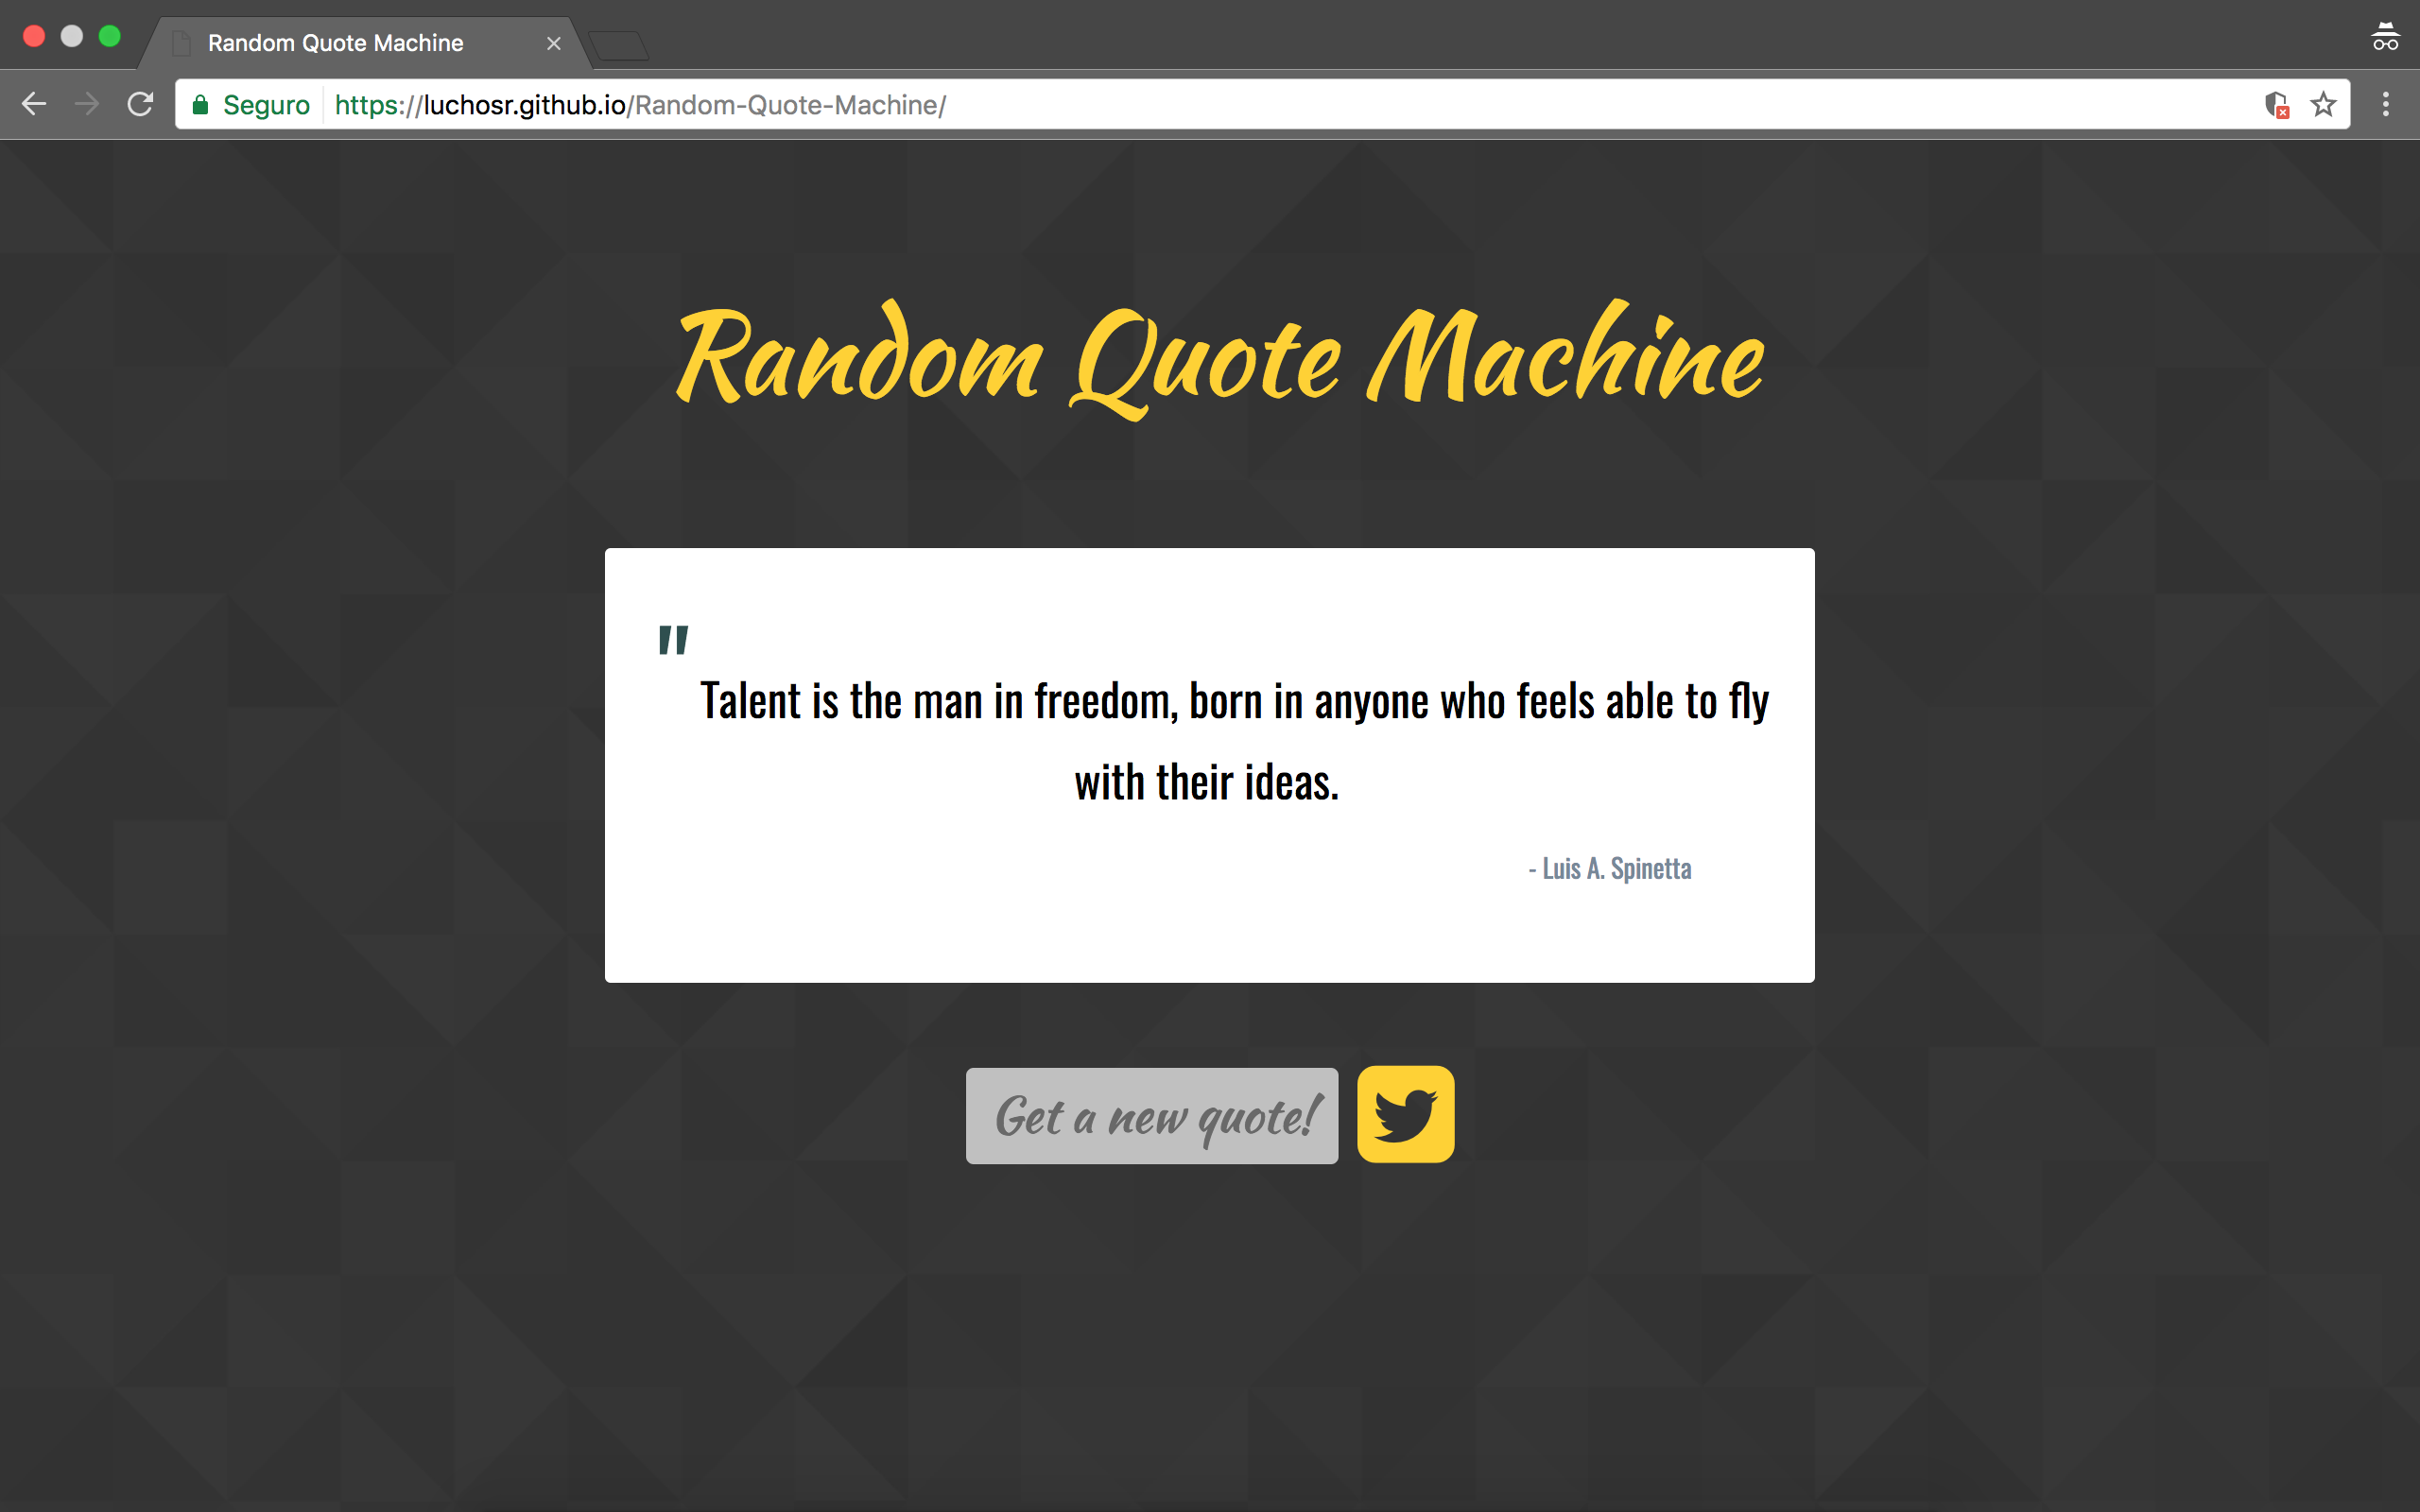 Random Quote Machine
Seguro https://luchosr.github.io/Random-Quote-Machine/
Random Quote Machine
"
Talent is the man in freedom, born in anyone who feels able to fly
with their ideas.
- Luis A. Spinetta
Get a new quote!